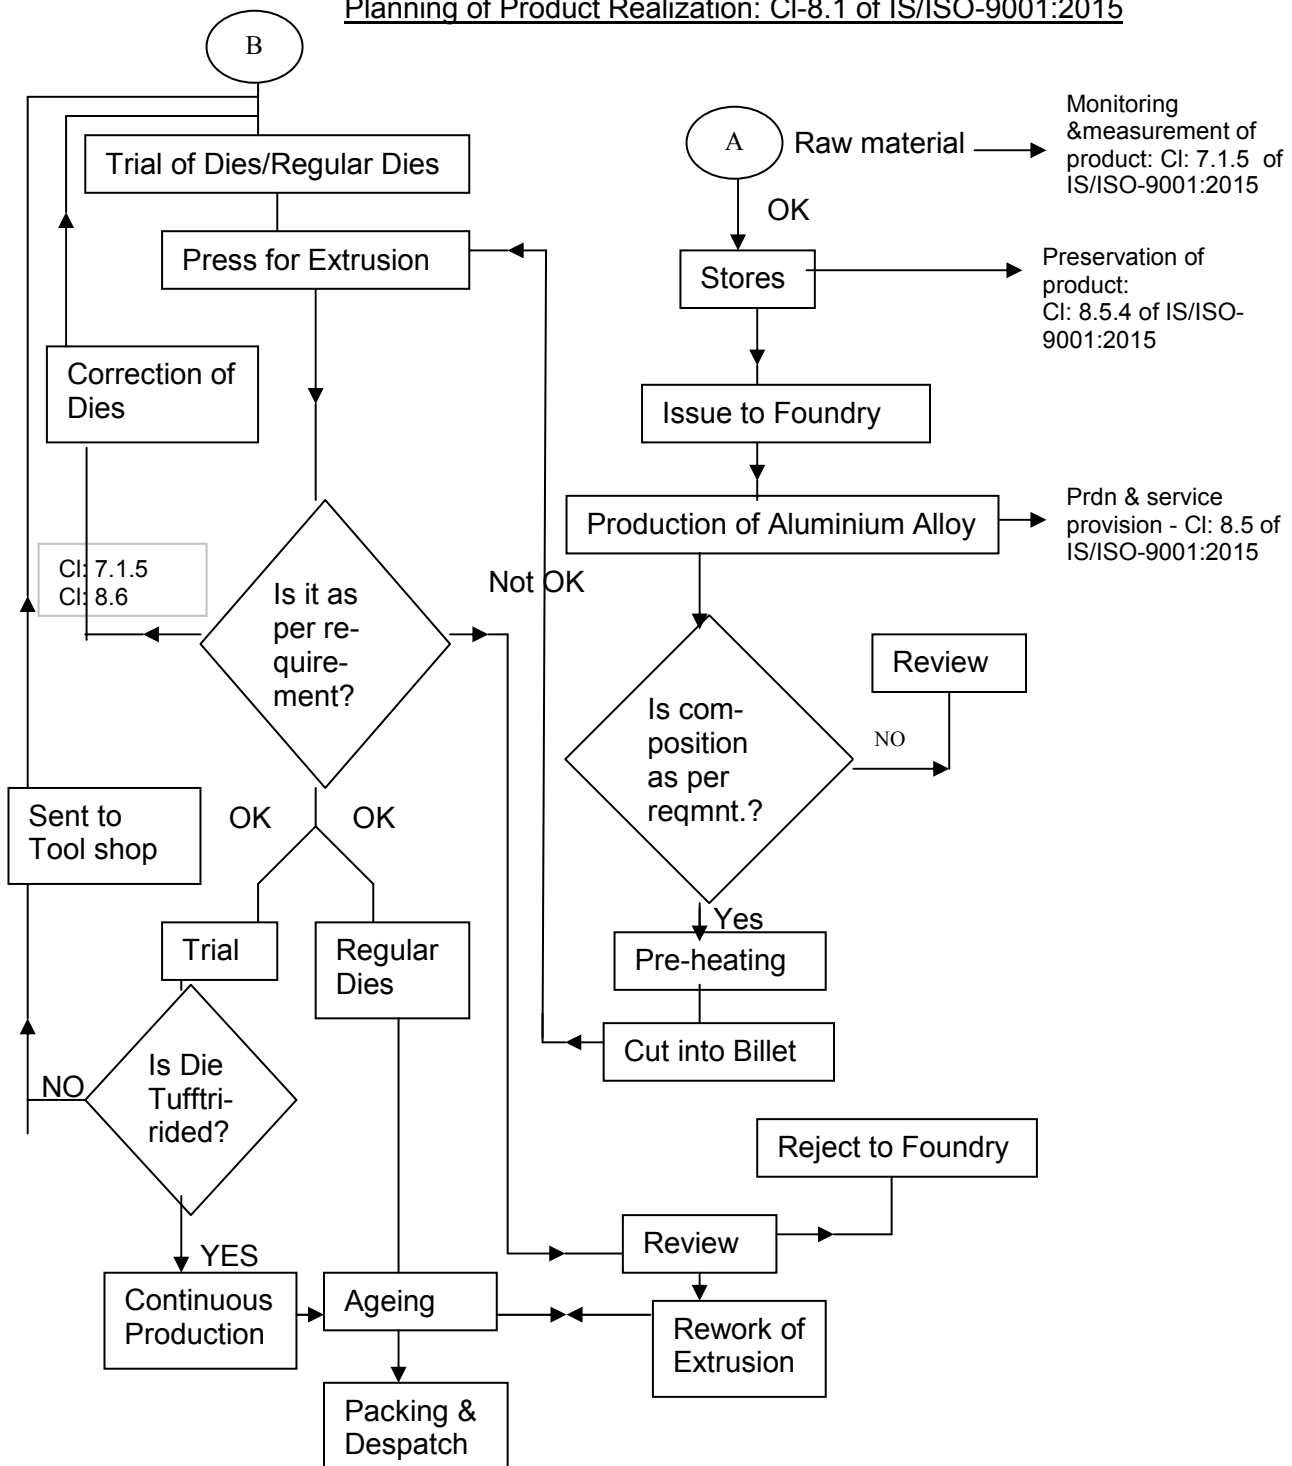 Planning of Product Realization: Cl-8.1 of IS/ISO-9001:2015
B
Trial of Dies/Regular Dies
Press for Extrusion
Correction of
Dies
Cl: 7.1.5
Cl: 8.6
Is it as
per re-
quire-
ment?
Not OK
Sent to
Tool shop
OK
OK
Trial
Regular
Dies
Is Die
Tufftri-
rided?
NO
YES
Continuous
Production
Ageing
Packing &
Despatch
A
Raw material
Monitoring
&measurement of
product: Cl: 7.1.5 of
IS/ISO-9001:2015
OK
Stores
Preservation of
product:
Cl: 8.5.4 of IS/ISO-
9001:2015
Issue to Foundry
Production of Aluminium Alloy
Prdn & service
provision - Cl: 8.5 of
IS/ISO-9001:2015
Is com-
position
as per
reqmnt.?
NO
Review
Yes
Pre-heating
Cut into Billet
Reject to Foundry
Review
Rework of
Extrusion